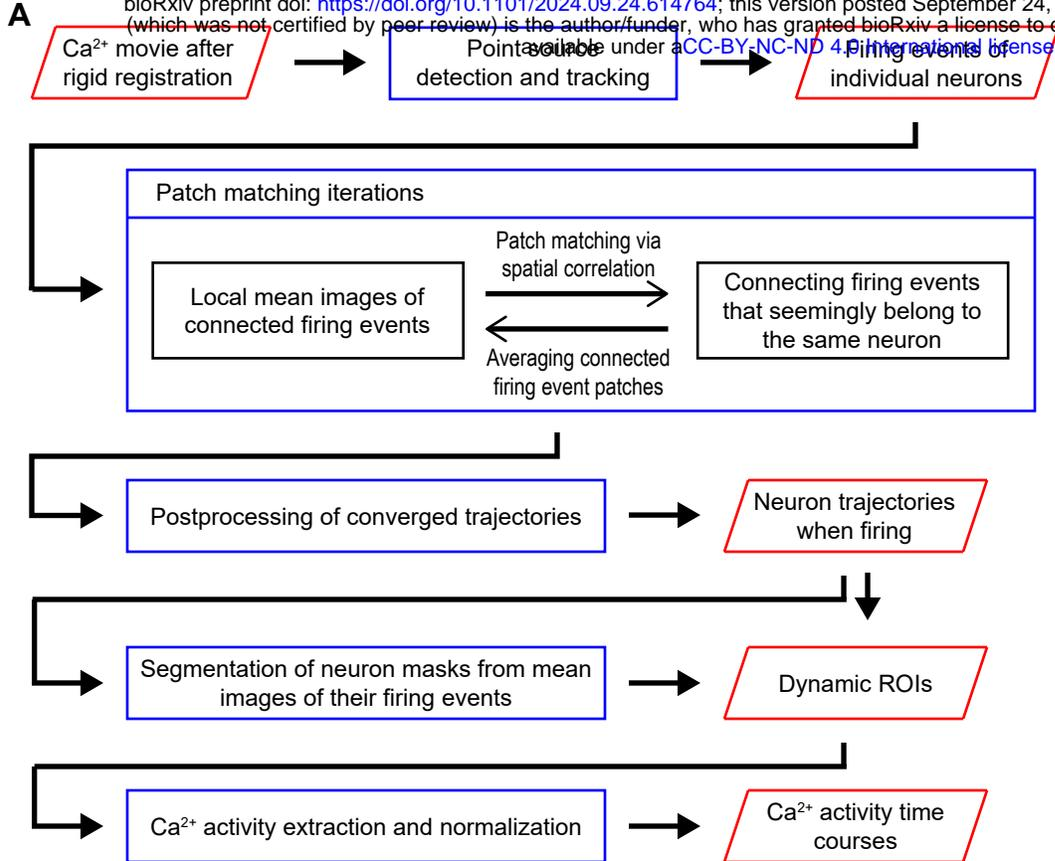 A
bioRxiv preprint doi: https://doi.org/10.1101/2024.09.24.614764; this version posted September 24,
(which was not certified by peer review) is the author/funder, who has granted bioRxiv a license to
available under aCC-BY-NC-ND 4.0 International license
Ca²⁺ movie after
rigid registration
Point source
detection and tracking
Firing events of
individual neurons
Patch matching iterations
Local mean images of
connected firing events
Patch matching via
spatial correlation
Averaging connected
firing event patches
Connecting firing events
that seemingly belong to
the same neuron
Postprocessing of converged trajectories
Neuron trajectories
when firing
Segmentation of neuron masks from mean
images of their firing events
Dynamic ROIs
Ca²⁺ activity extraction and normalization
Ca²⁺ activity time
courses